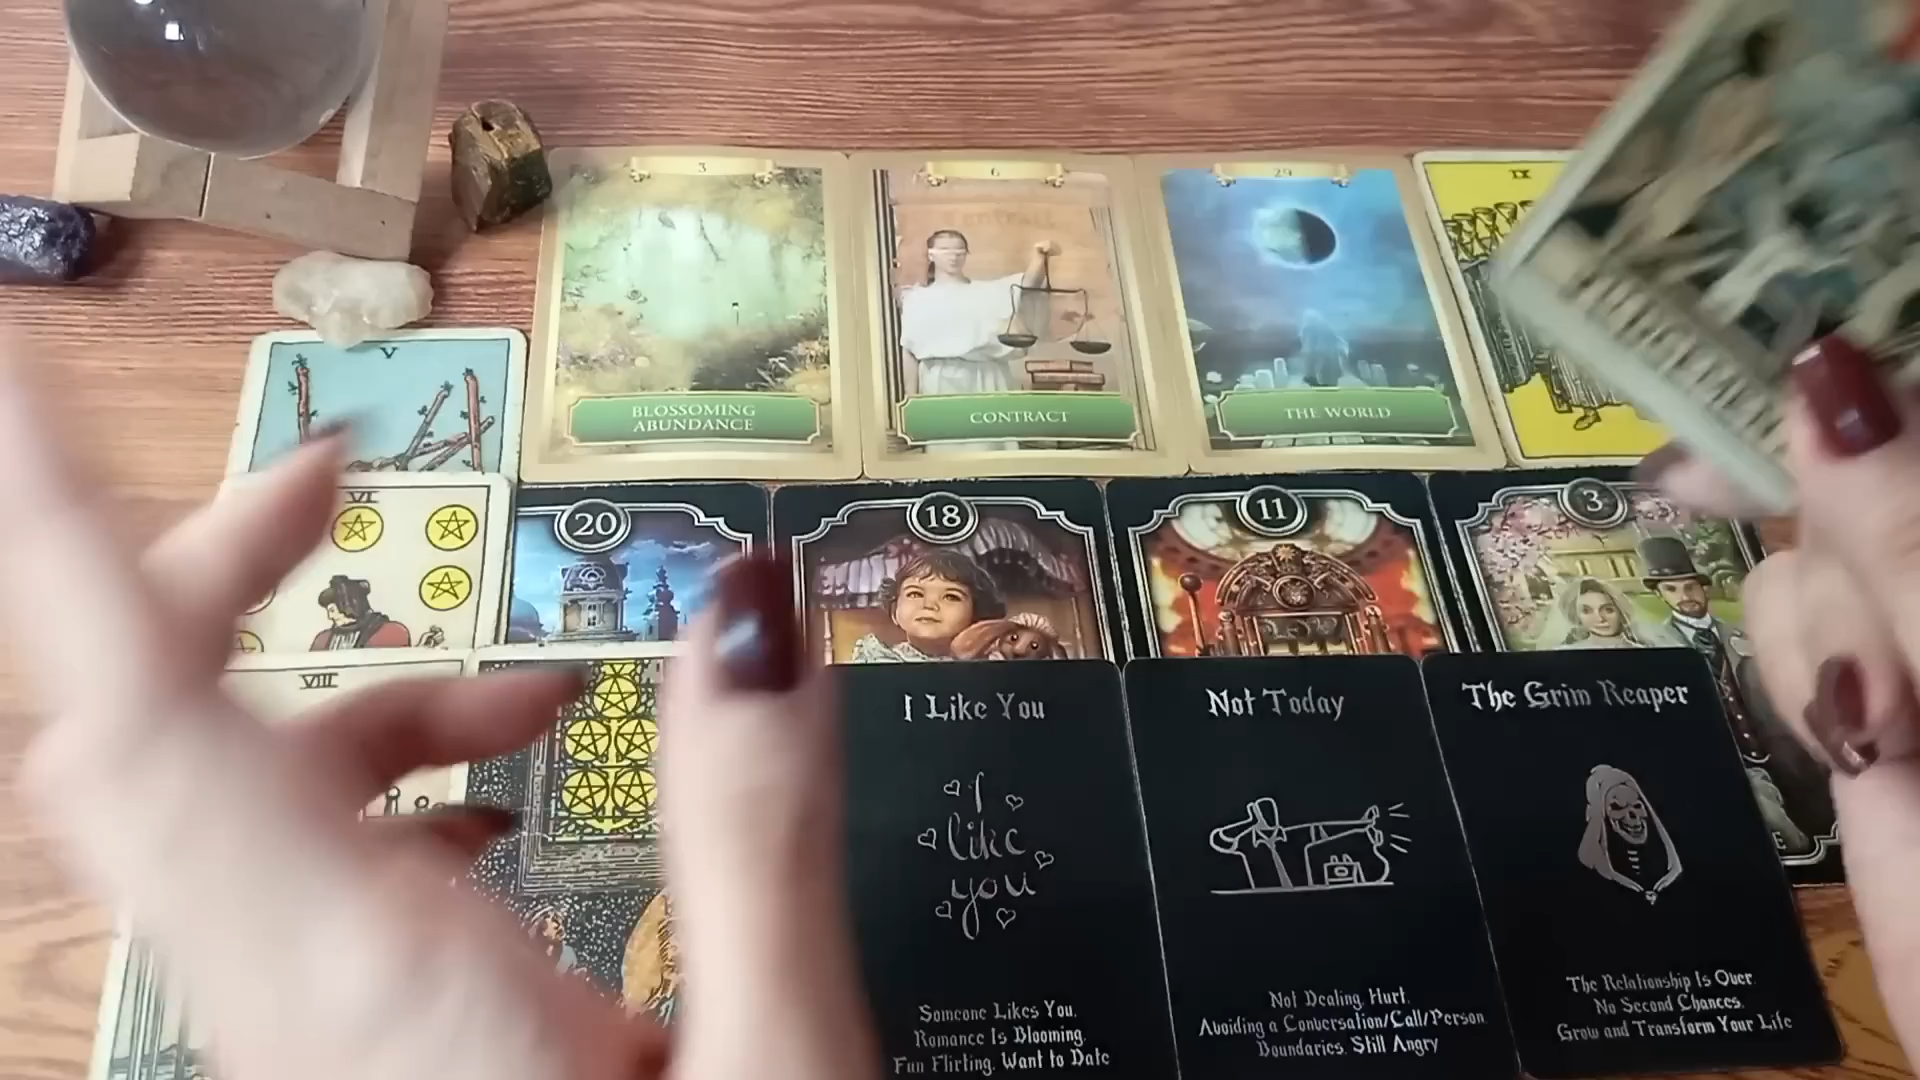 3
6
29
IX
V
BLOSSOMING
ABUNDANCE
CONTRACT
THE WORLD
VI
20
18
11
3
VIII
I Like You
Not Today
The Grim Reaper
I
like
you
Someone Likes You.
Romance Is Blooming.
Fun Flirting. Want to Date
Not Dealing. Hurt.
Avoiding a Conversation/Call/Person.
Boundaries. Still Angry
The Relationship Is Over.
No Second Chances.
Grow and Transform Your Life